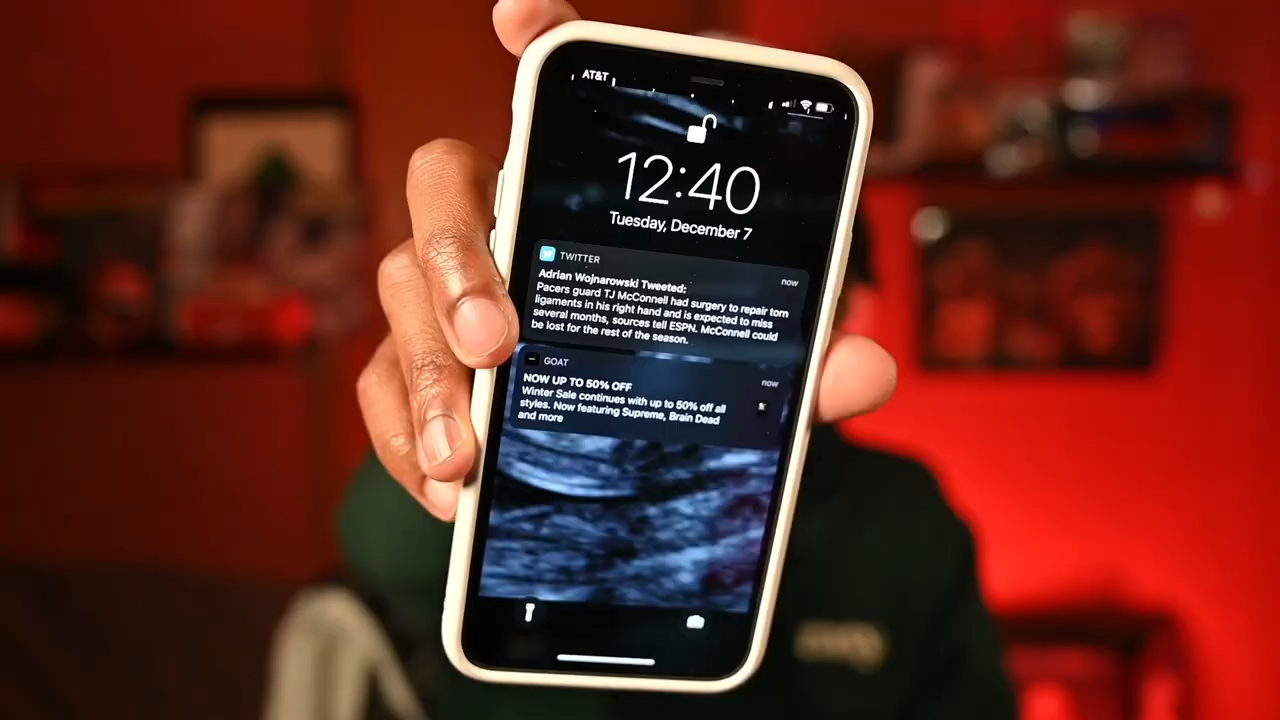 AT&T
12:40
Tuesday, December 7
TWITTER
now
Adrian Wojnarowski Tweeted:
Pacers guard TJ McConnell had surgery to repair torn
ligaments in his right hand and is expected to miss
several months, sources tell ESPN. McConnell could
be lost for the rest of the season.
GOAT
now
NOW UP TO 50% OFF
Winter Sale continues with up to 50% off all
styles. Now featuring Supreme, Brain Dead
and more